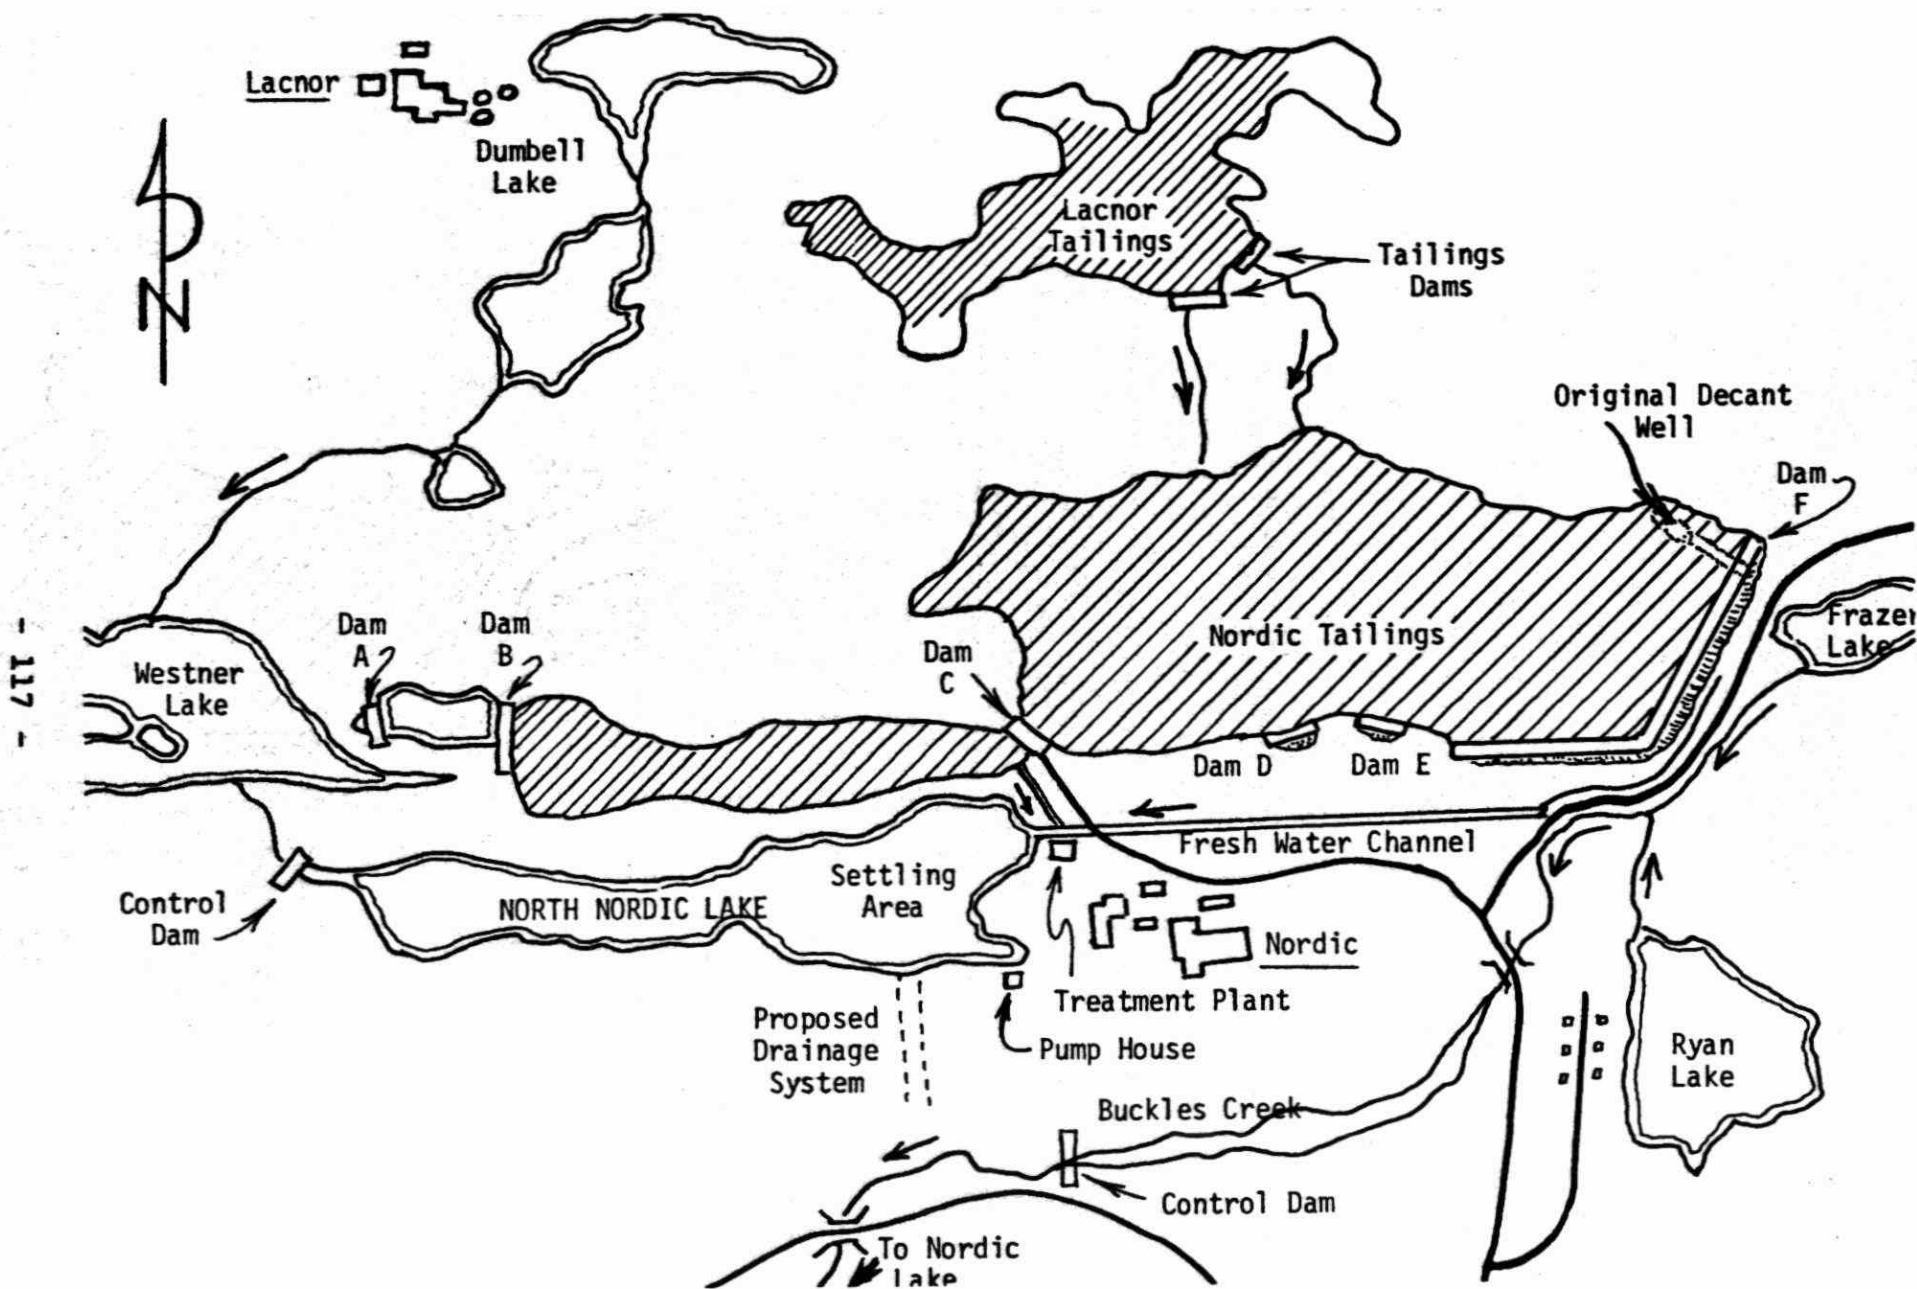 Lacnor
Dumbell
Lake
N
Lacnor
Tailings
Tailings
Dams
Original Decant
Well
Dam
F
Frazer
Lake
Nordic Tailings
Dam
A
Dam
B
Dam
C
Westner
Lake
- 117 -
Dam D
Dam E
Fresh Water Channel
Settling
Area
Control
Dam
NORTH NORDIC LAKE
Nordic
Treatment Plant
Proposed
Drainage
System
Pump House
Ryan
Lake
Buckles Creek
Control Dam
To Nordic
Lake